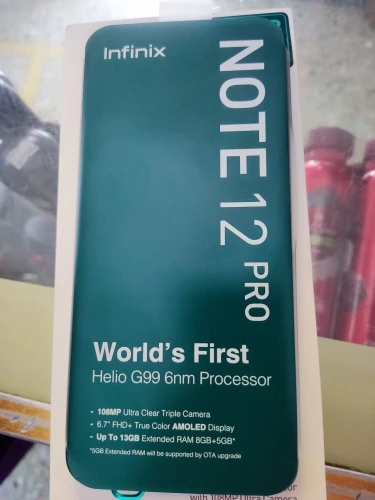 Infinix
NOTE 12 PRO
World's First
Helio G99 6nm Processor
- 108MP Ultra Clear Triple Camera
- 6.7" FHD+ True Color AMOLED Display
- Up To 13GB Extended RAM 8GB+5GB*
*5GB Extended RAM will be supported by OTA upgrade
with 108MP Ultra Camera